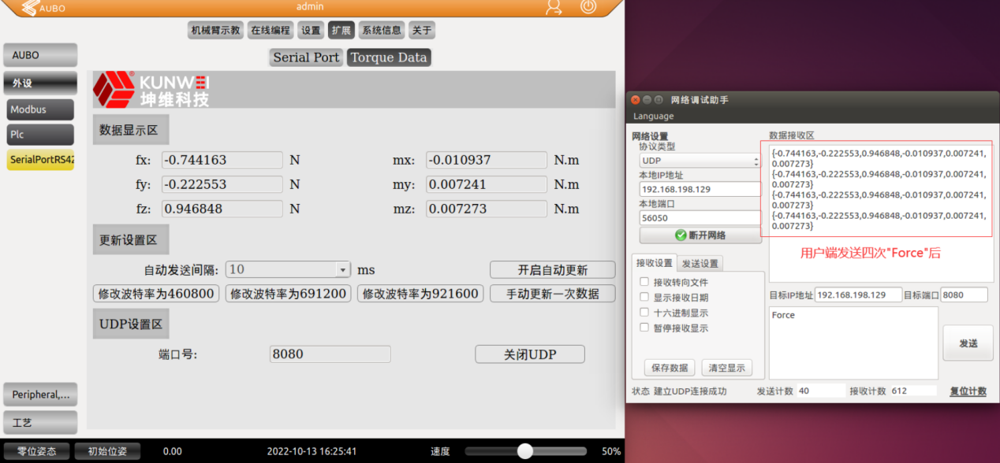 AUBO
admin
机械臂示教
在线编程
设置
扩展
系统信息
关于
AUBO
外设
Modbus
Plc
SerialPortRS42
Peripheral,...
工艺
Serial Port
Torque Data
KUNWEI
坤维科技
数据显示区
fx: -0.744163 N
mx: -0.010937 N.m
fy: -0.222553 N
my: 0.007241 N.m
fz: 0.946848 N
mz: 0.007273 N.m
更新设置区
自动发送间隔: 10 ms
开启自动更新
修改波特率为460800
修改波特率为691200
修改波特率为921600
手动更新一次数据
UDP设置区
端口号: 8080
关闭UDP
零位姿态
初始位姿
0.00
2022-10-13 16:25:41
速度
50%
网络调试助手
Language
网络设置
协议类型
UDP
本地IP地址
192.168.198.129
本地端口
56050
断开网络
接收设置
发送设置
接收转向文件
显示接收日期
十六进制显示
暂停接收显示
保存数据
清空显示
数据接收区
{-0.744163,-0.222553,0.946848,-0.010937,0.007241,
0.007273}
{-0.744163,-0.222553,0.946848,-0.010937,0.007241,
0.007273}
{-0.744163,-0.222553,0.946848,-0.010937,0.007241,
0.007273}
{-0.744163,-0.222553,0.946848,-0.010937,0.007241,
0.007273}
用户端发送四次"Force"后
目标IP地址 192.168.198.129 目标端口 8080
Force
发送
状态 建立UDP连接成功
发送计数 40
接收计数 612
复位计数